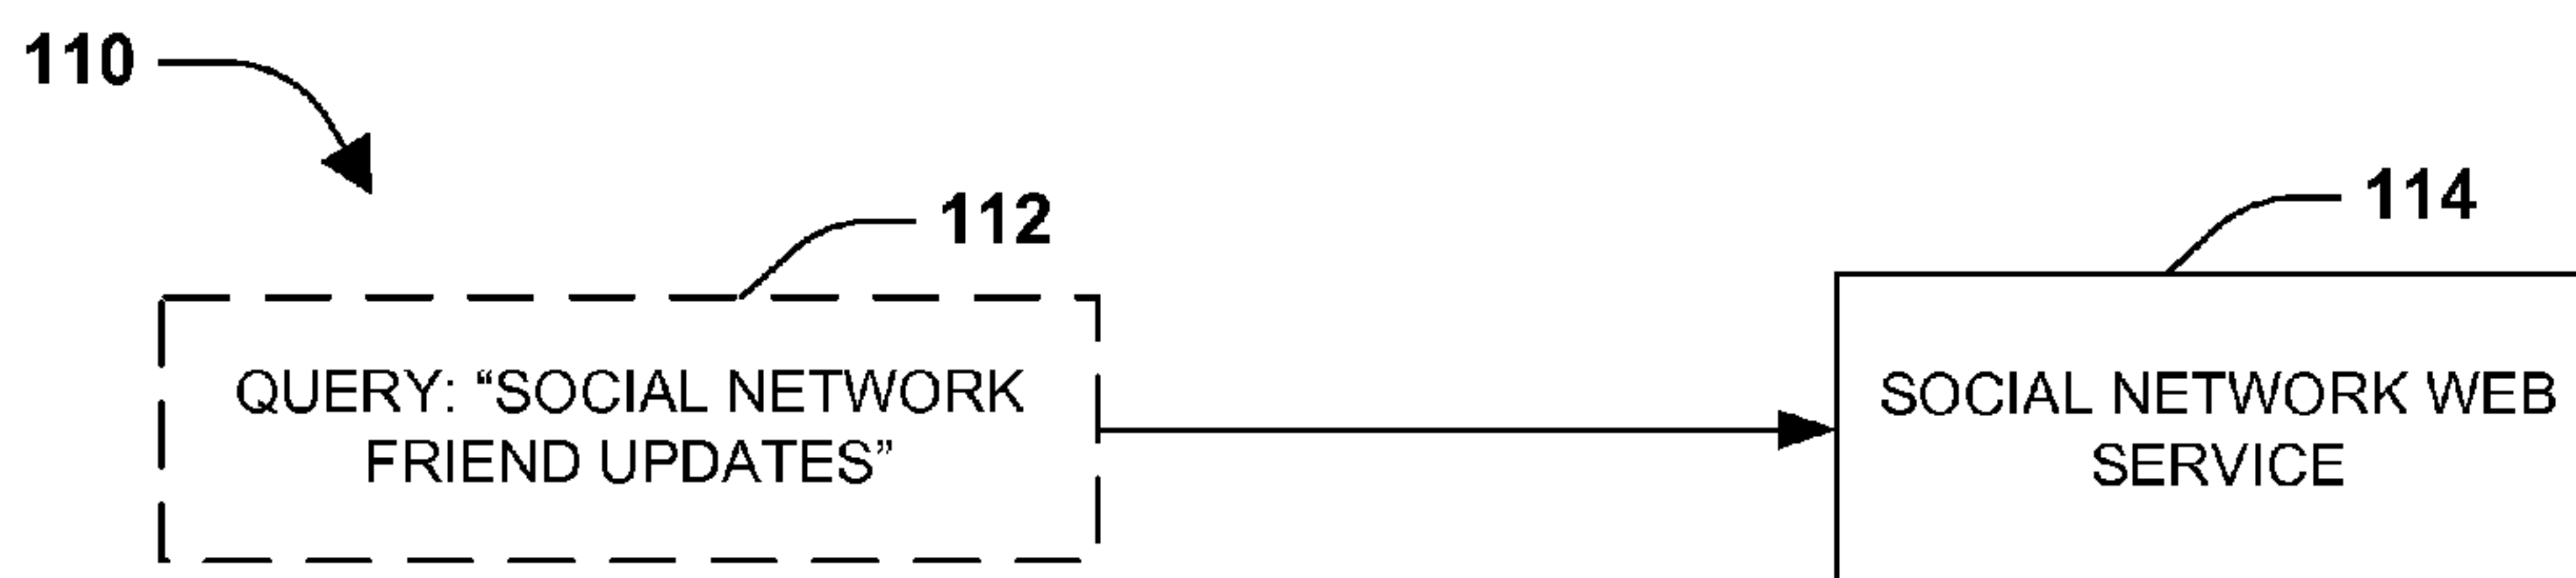 110
112
114
QUERY: “SOCIAL NETWORK
FRIEND UPDATES”
SOCIAL NETWORK WEB
SERVICE